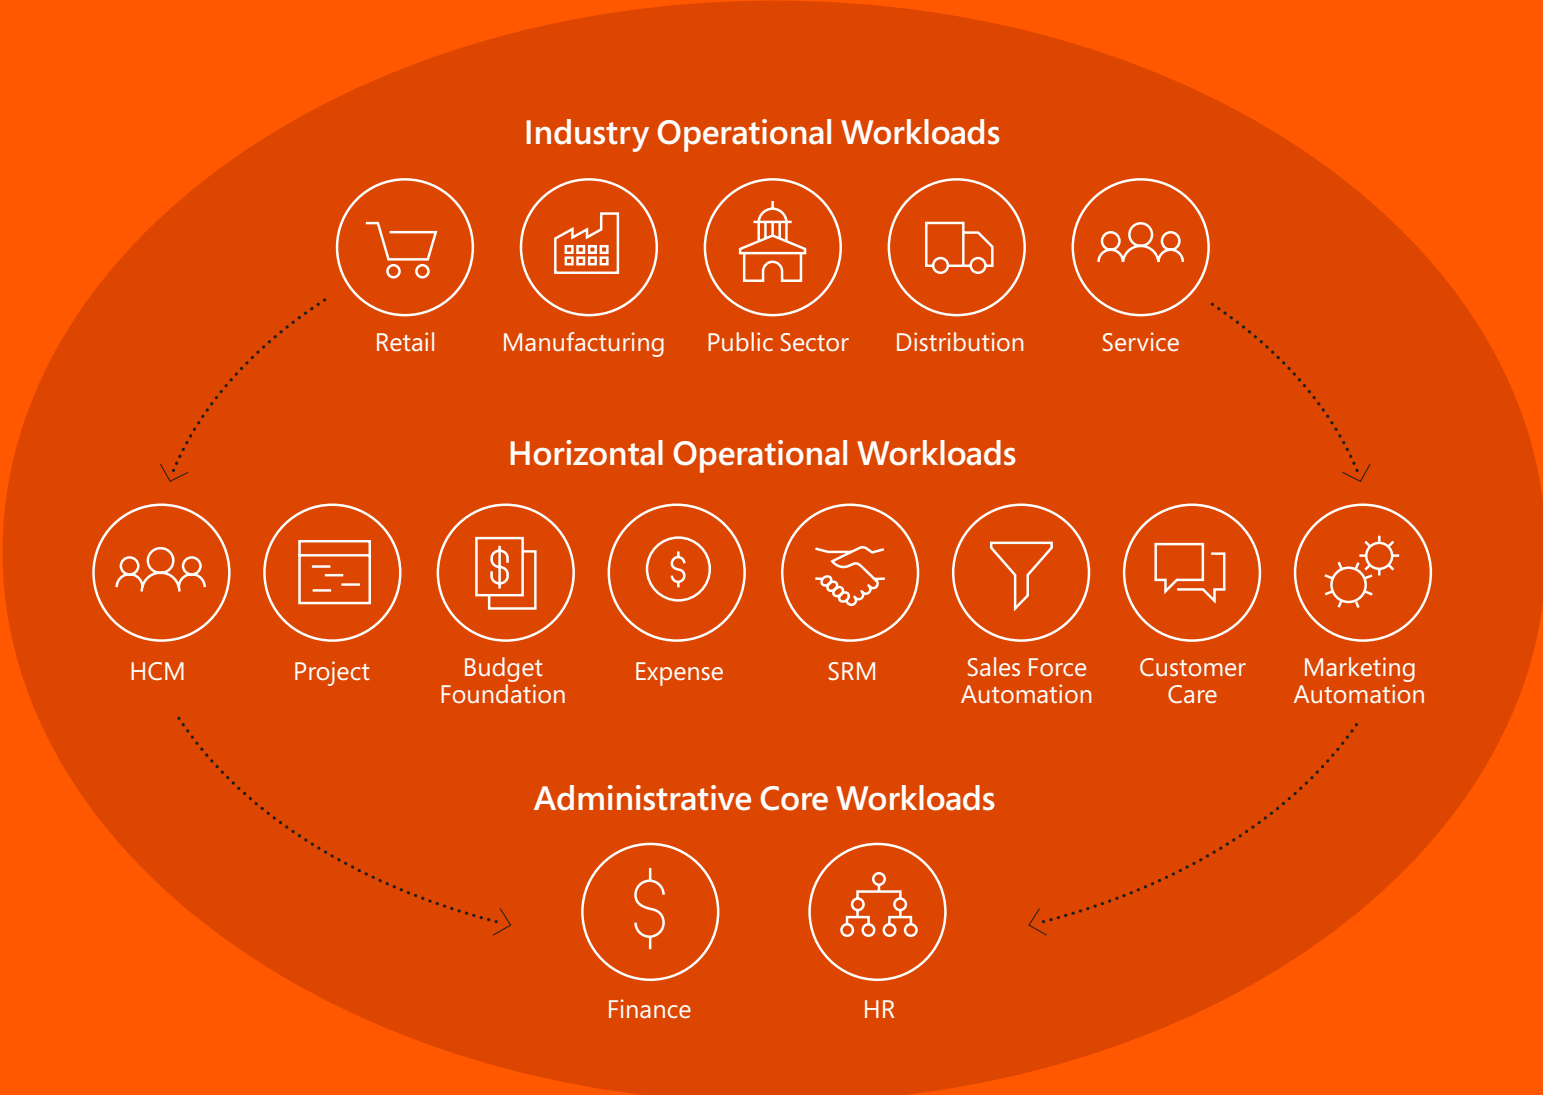 Industry Operational Workloads
Retail
Manufacturing
Public Sector
Distribution
Service
Horizontal Operational Workloads
HCM
Project
Budget
Foundation
Expense
SRM
Sales Force
Automation
Customer
Care
Marketing
Automation
Administrative Core Workloads
$
Finance
HR